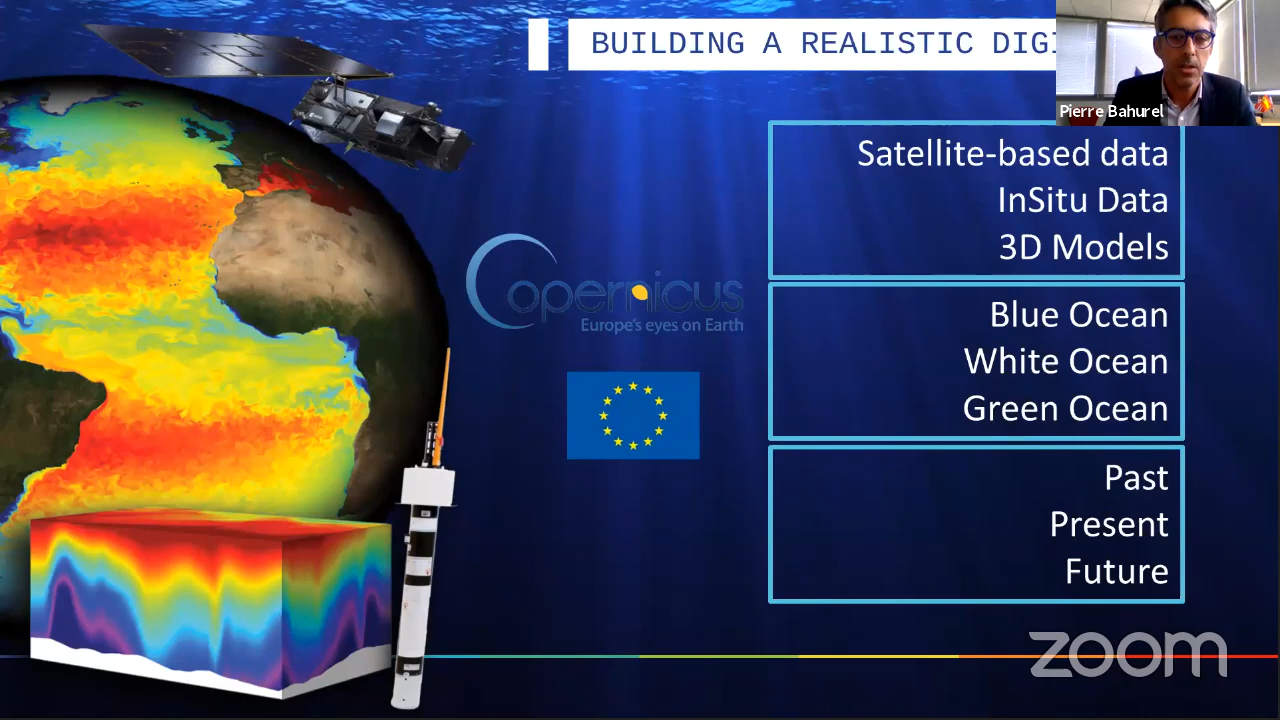 BUILDING A REALISTIC DIGI
Pierre Bahurel
Satellite-based data
InSitu Data
3D Models
Copernicus
Europe's eyes on Earth
Blue Ocean
White Ocean
Green Ocean
Past
Present
Future
zoom